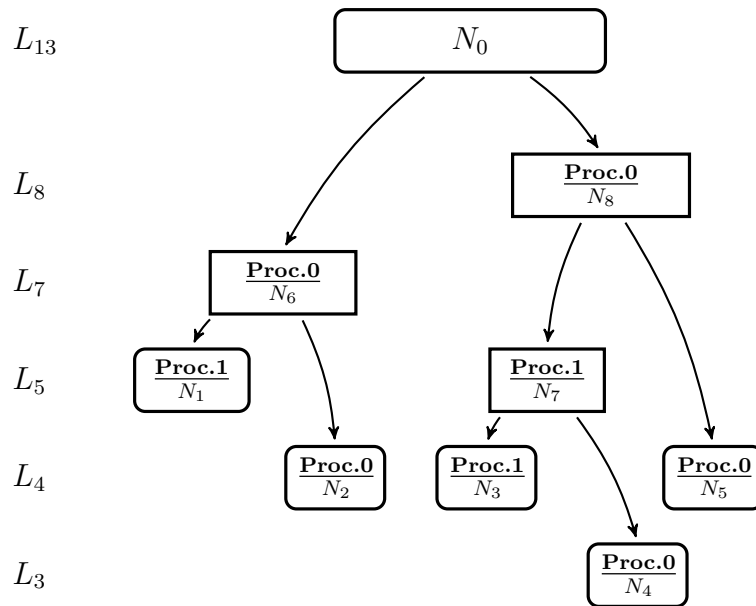 L₁₃ N₀
L₈ Proc.0
N₈
L₇ Proc.0
N₆
L₅ Proc.1 Proc.1
N₁ N₇
L₄ Proc.0 Proc.1 Proc.0
N₂ N₃ N₅
L₃ Proc.0
N₄